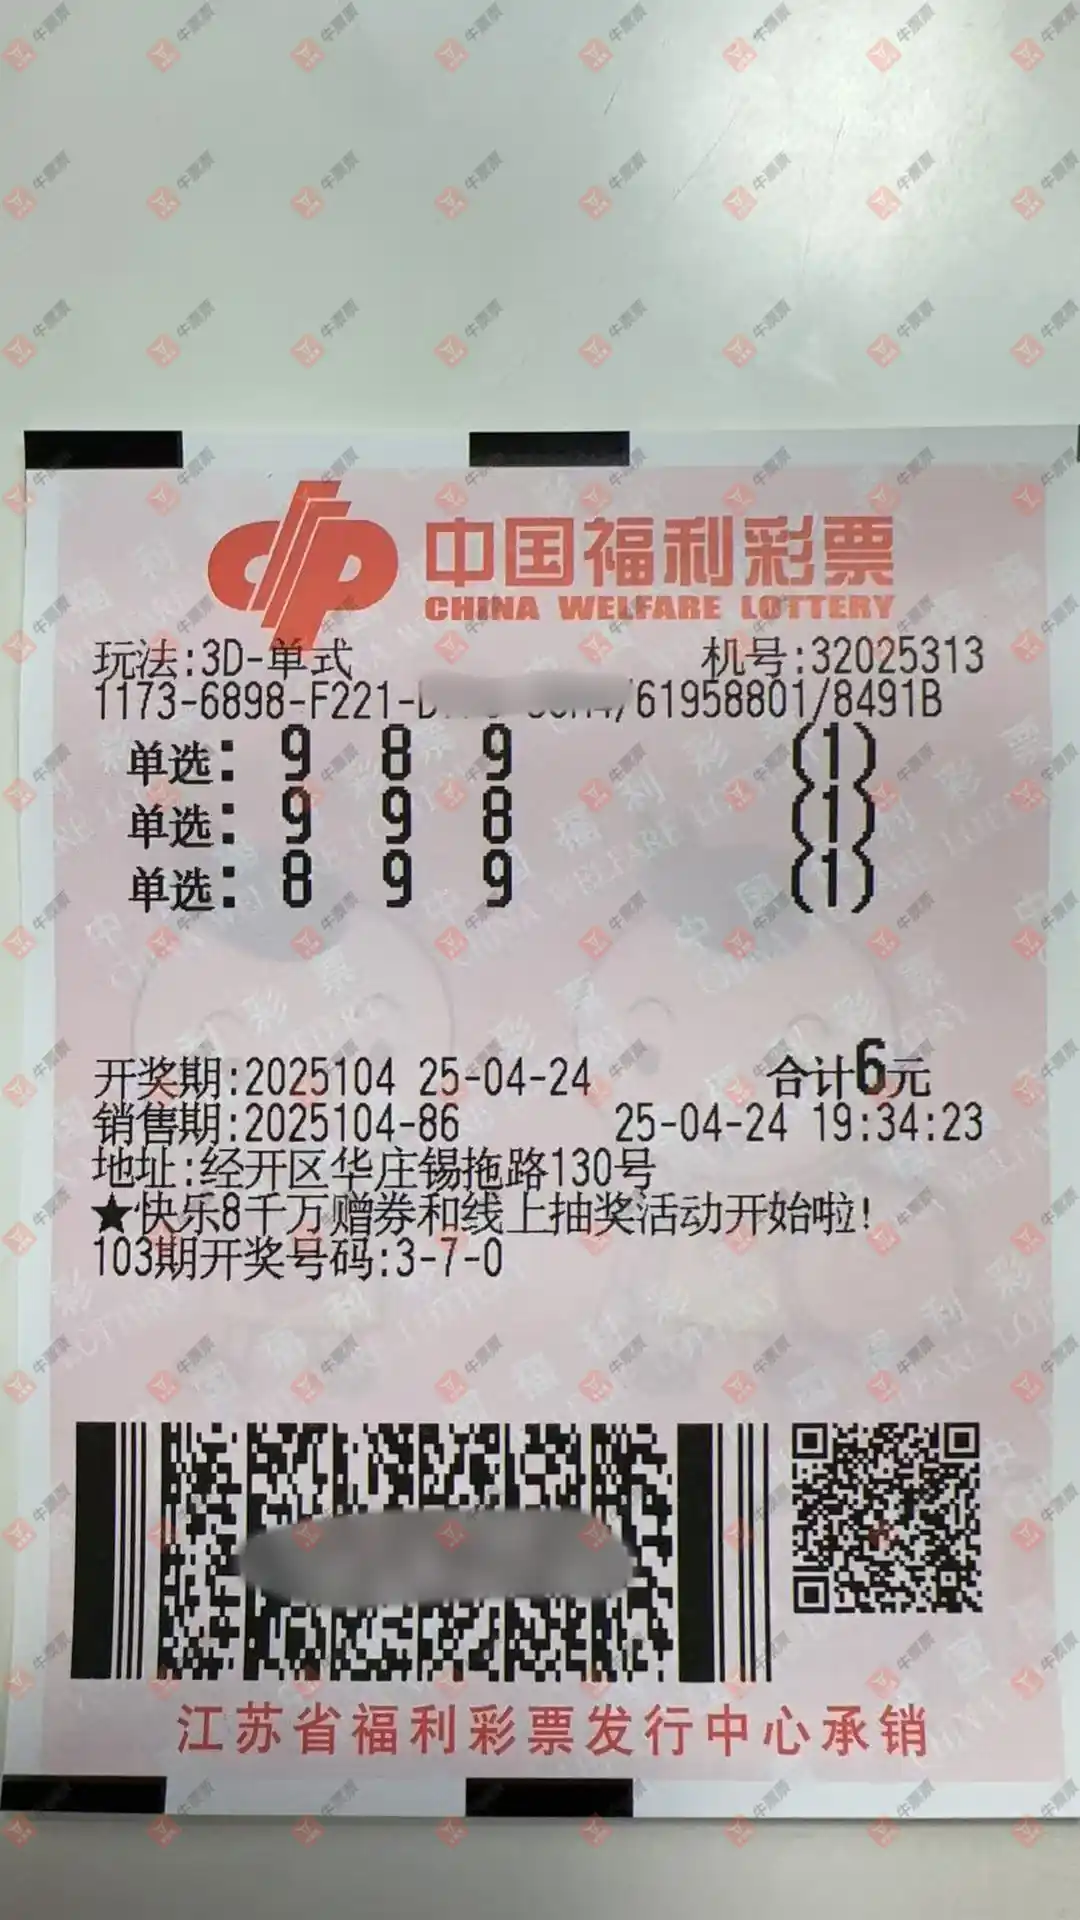 中国福利彩票
CHINA WELFARE LOTTERY
玩法:3D-单式 机号:32025313
1173-6898-F221- /61958801/8491B
单选: 9 8 9 (1)
单选: 9 9 8 (1)
单选: 8 9 9 (1)
开奖期:2025104 25-04-24 合计6元
销售期:2025104-86 25-04-24 19:34:23
地址:经开区华庄锡拖路130号
★快乐8千万赠券和线上抽奖活动开始啦!
103期开奖号码:3-7-0
江苏省福利彩票发行中心承销
牛票票